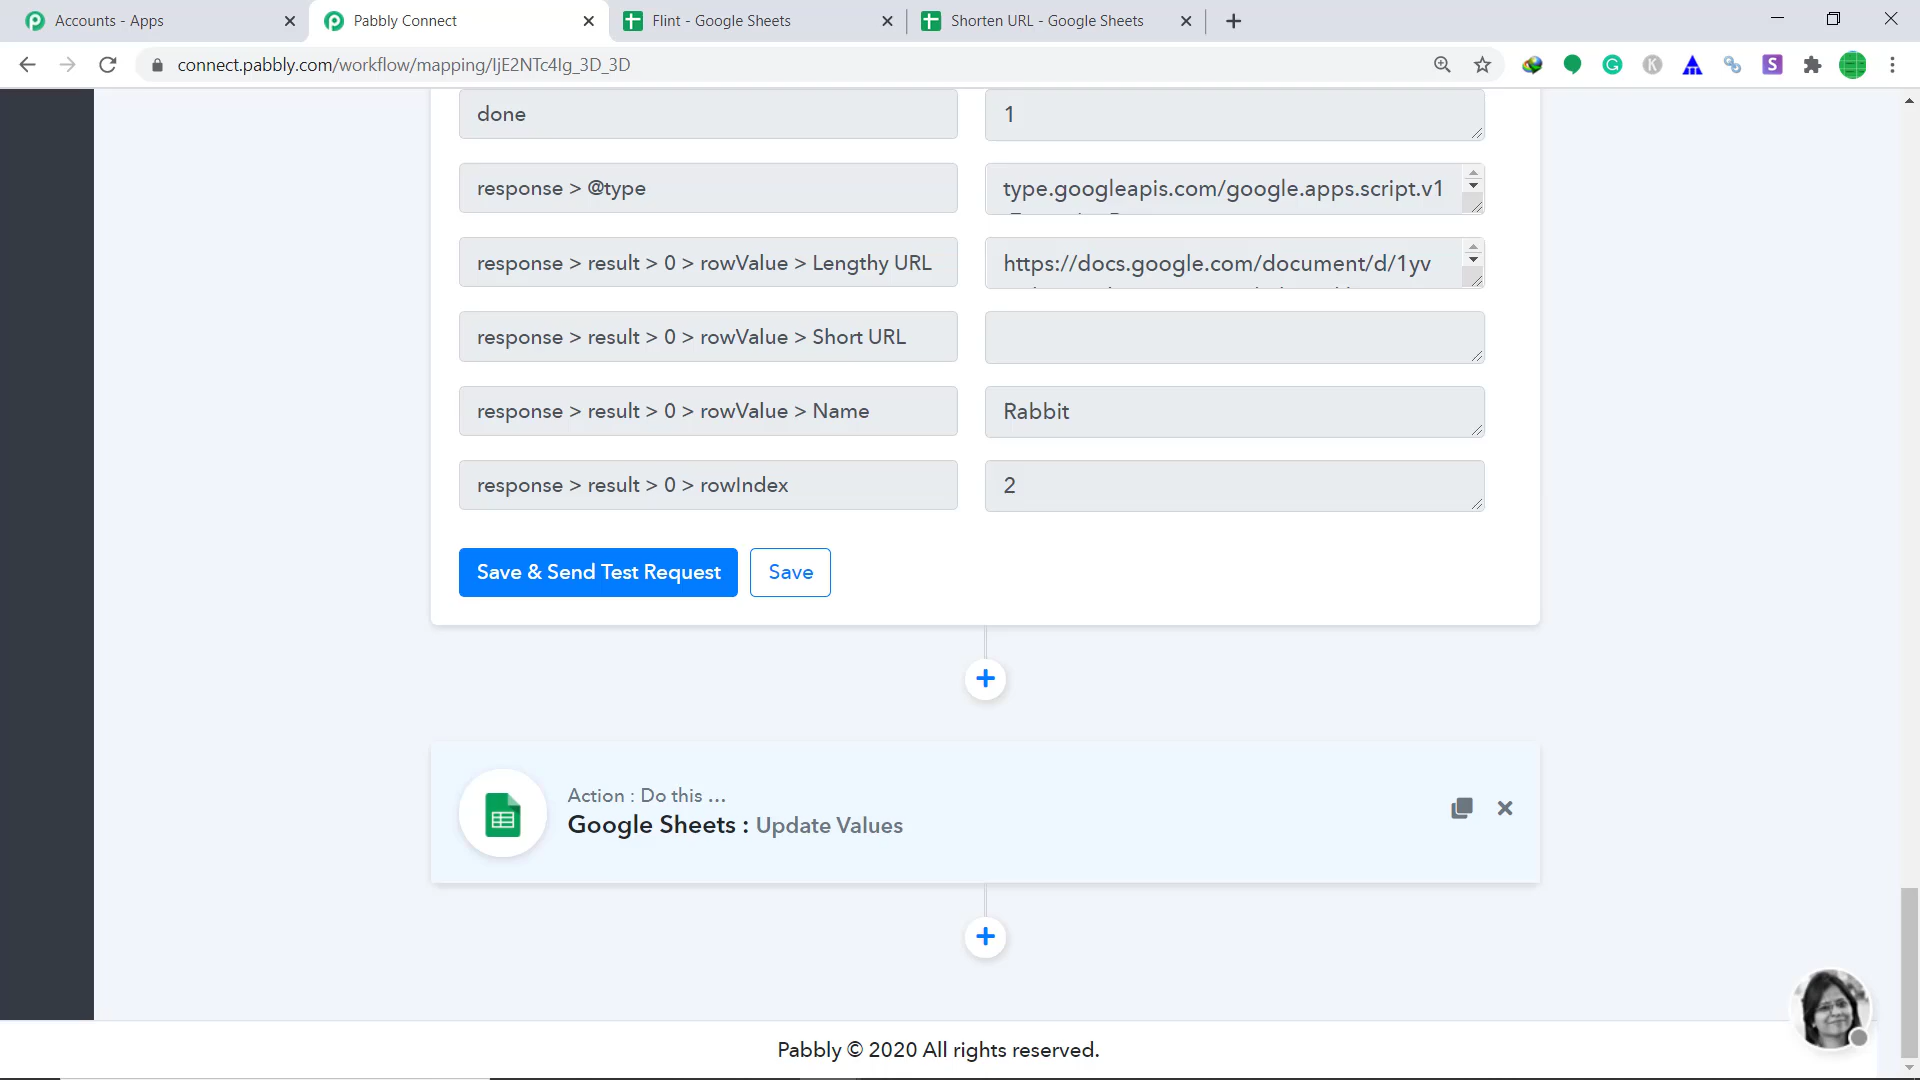 Accounts - Apps
Pabbly Connect
Flint - Google Sheets
Shorten URL - Google Sheets
connect.pabbly.com/workflow/mapping/IjE2NTc4Ig_3D_3D
done
1
response > @type
type.googleapis.com/google.apps.script.v1
response > result > 0 > rowValue > Lengthy URL
https://docs.google.com/document/d/1yv
response > result > 0 > rowValue > Short URL
response > result > 0 > rowValue > Name
Rabbit
response > result > 0 > rowIndex
2
Save & Send Test Request
Save
Action : Do this ...
Google Sheets : Update Values
Pabbly © 2020 All rights reserved.